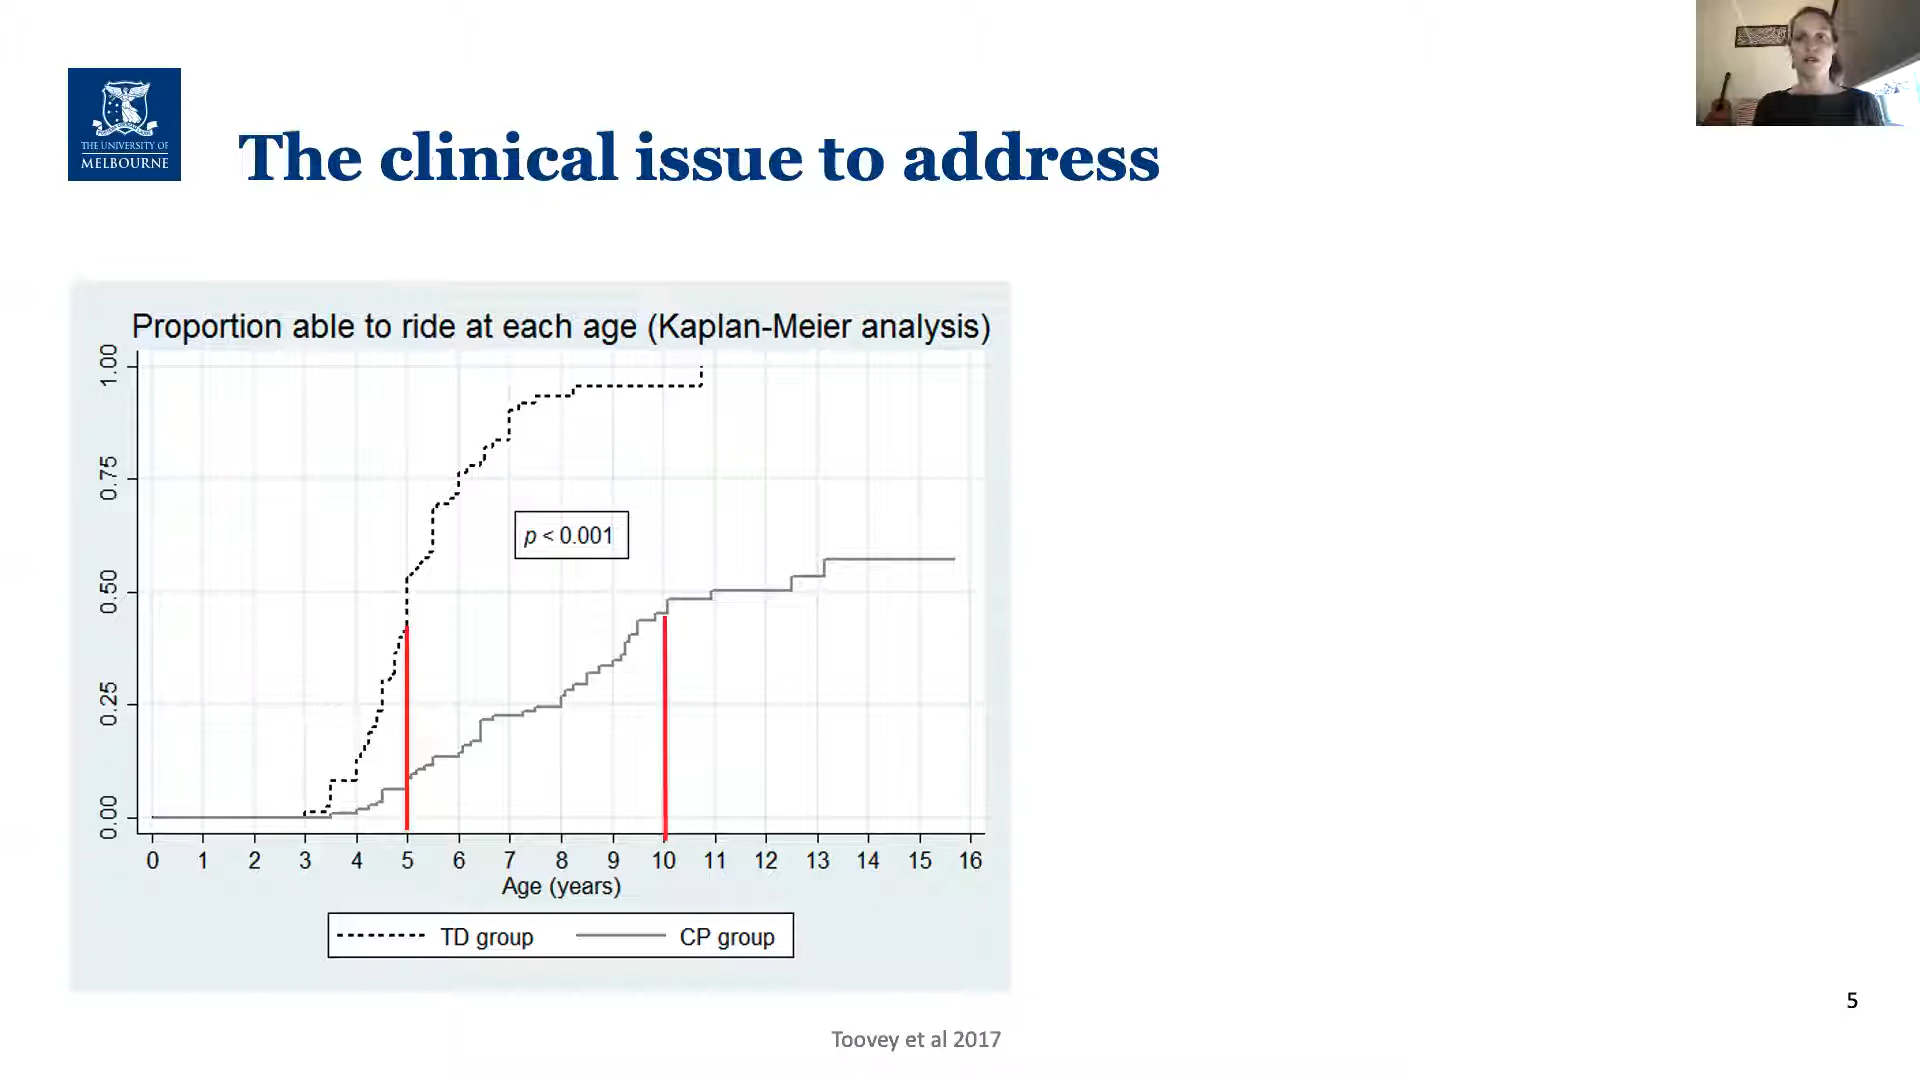 THE UNIVERSITY OF
MELBOURNE
The clinical issue to address
Proportion able to ride at each age (Kaplan-Meier analysis)
1.00
0.75
0.50
0.25
0.00
p < 0.001
0 1 2 3 4 5 6 7 8 9 10 11 12 13 14 15 16
Age (years)
TD group CP group
5
Toovey et al 2017